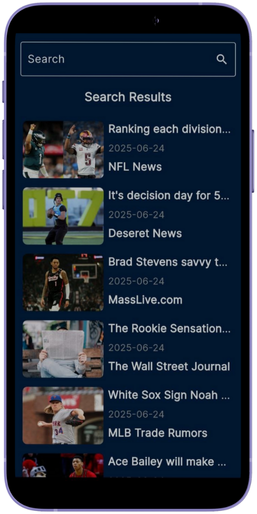 Search
Search Results
Ranking each division...
2025-06-24
NFL News
It's decision day for 5...
2025-06-24
Deseret News
Brad Stevens savvy t...
2025-06-24
MassLive.com
The Rookie Sensation...
2025-06-24
The Wall Street Journal
White Sox Sign Noah ...
2025-06-24
MLB Trade Rumors
Ace Bailey will make ...